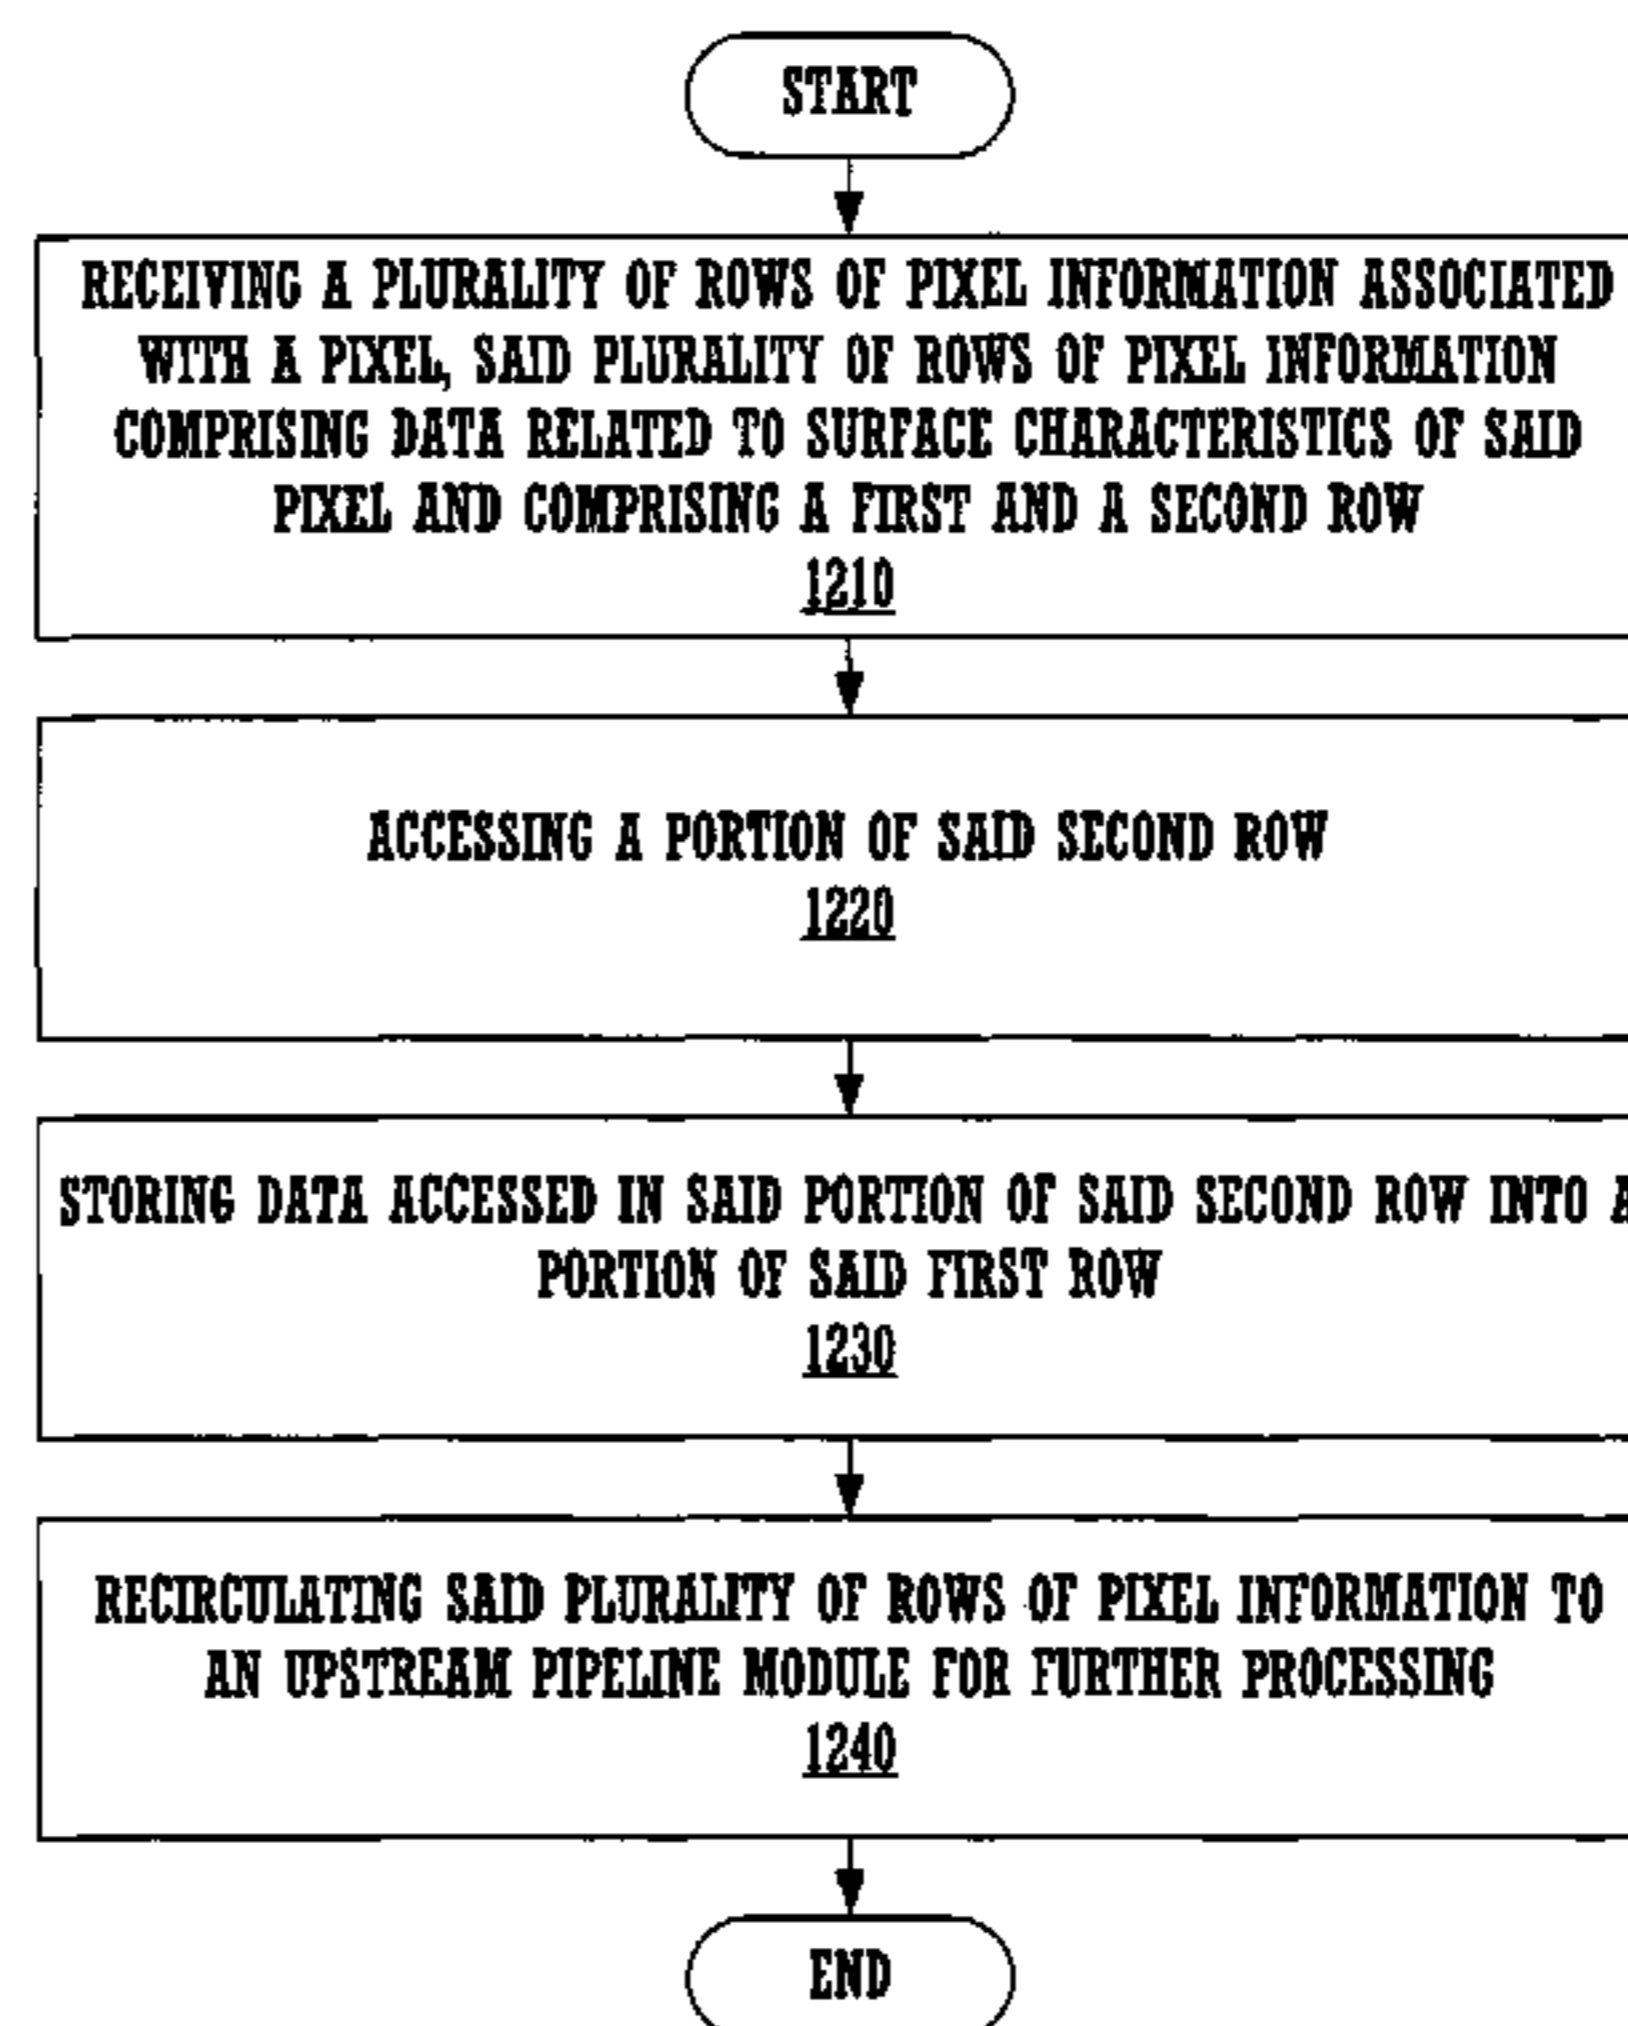 START
RECEIVING A PLURALITY OF ROWS OF PIXEL INFORMATION ASSOCIATED
WITH A PIXEL, SAID PLURALITY OF ROWS OF PIXEL INFORMATION
COMPRISING DATA RELATED TO SURFACE CHARACTERISTICS OF SAID
PIXEL AND COMPRISING A FIRST AND A SECOND ROW
1210
ACCESSING A PORTION OF SAID SECOND ROW
1220
STORING DATA ACCESSED IN SAID PORTION OF SAID SECOND ROW INTO A
PORTION OF SAID FIRST ROW
1230
RECIRCULATING SAID PLURALITY OF ROWS OF PIXEL INFORMATION TO
AN UPSTREAM PIPELINE MODULE FOR FURTHER PROCESSING
1240
END